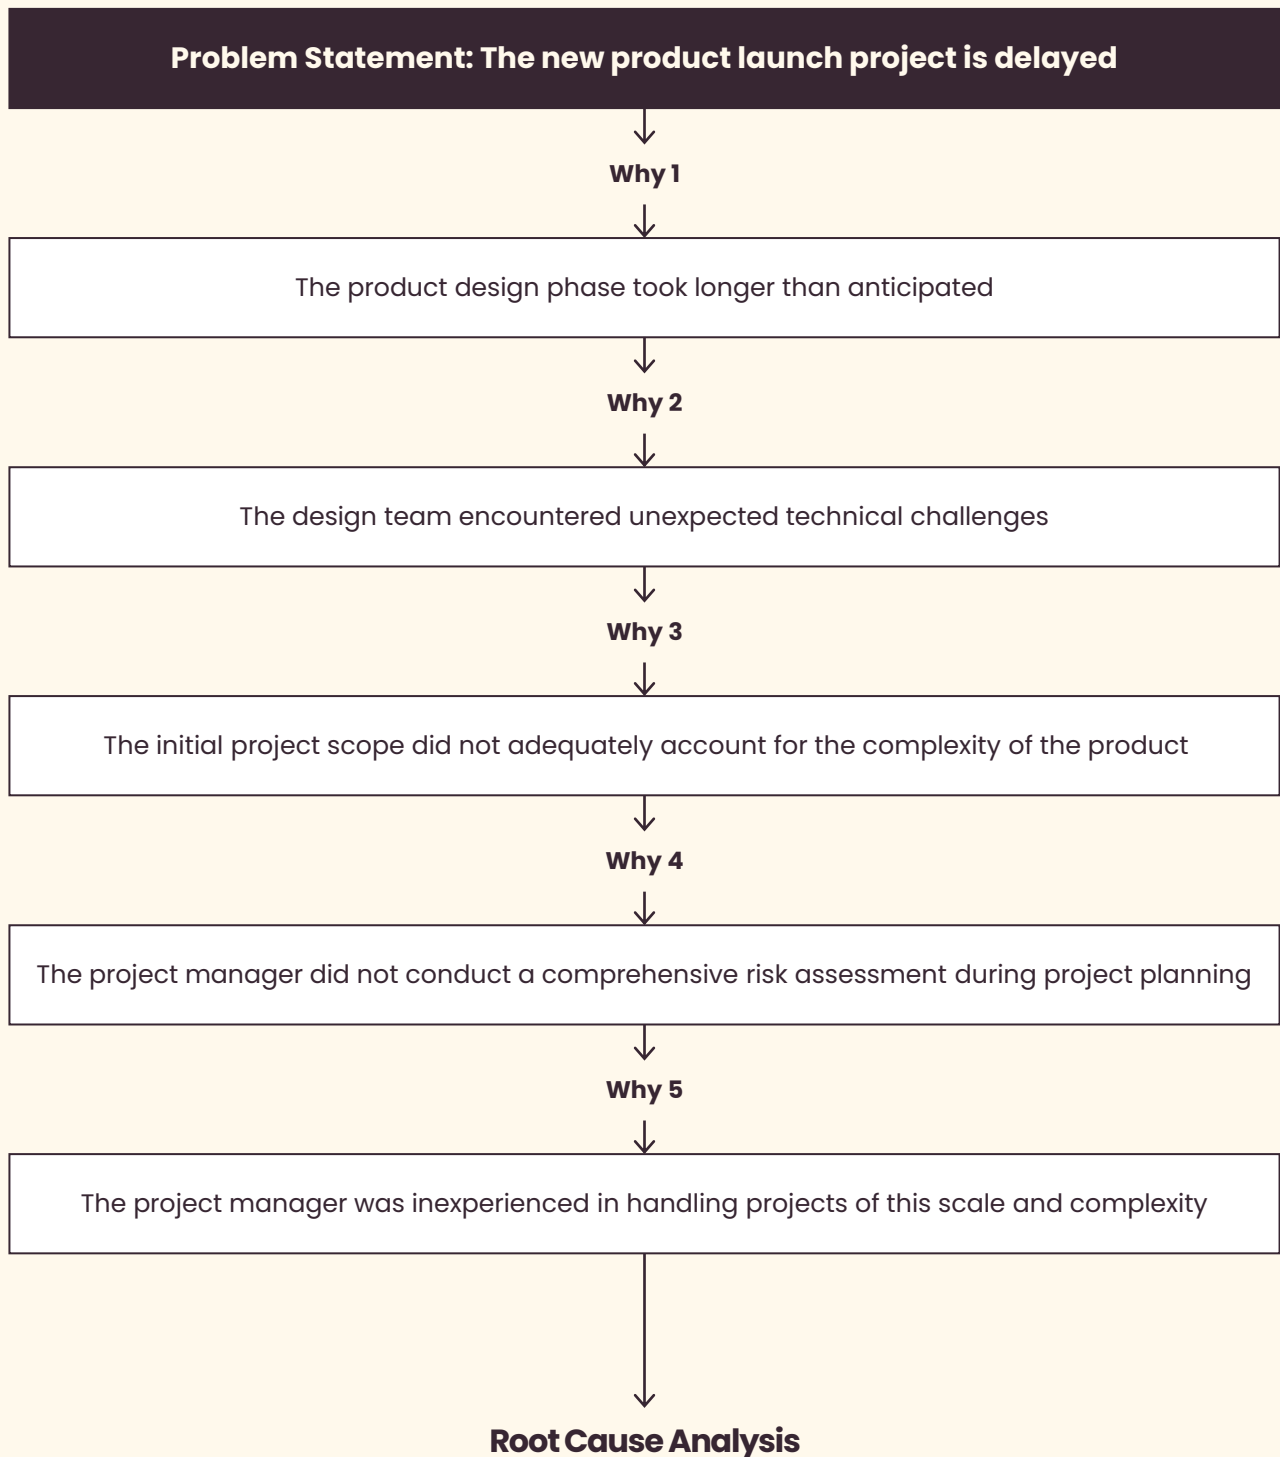 Problem Statement: The new product launch project is delayed
Why 1
The product design phase took longer than anticipated
Why 2
The design team encountered unexpected technical challenges
Why 3
The initial project scope did not adequately account for the complexity of the product
Why 4
The project manager did not conduct a comprehensive risk assessment during project planning
Why 5
The project manager was inexperienced in handling projects of this scale and complexity
Root Cause Analysis